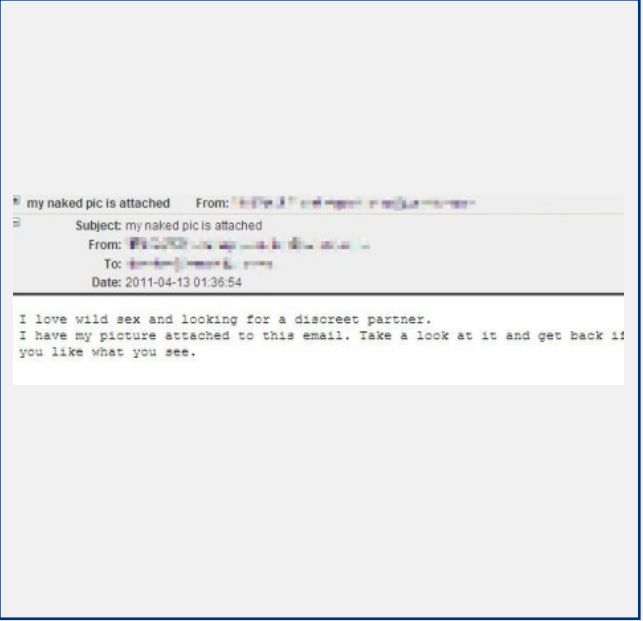 my naked pic is attached From:
Subject: my naked pic is attached
From:
To:
Date: 2011-04-13 01:36:54
I love wild sex and looking for a discreet partner.
I have my picture attached to this email. Take a look at it and get back if
you like what you see.